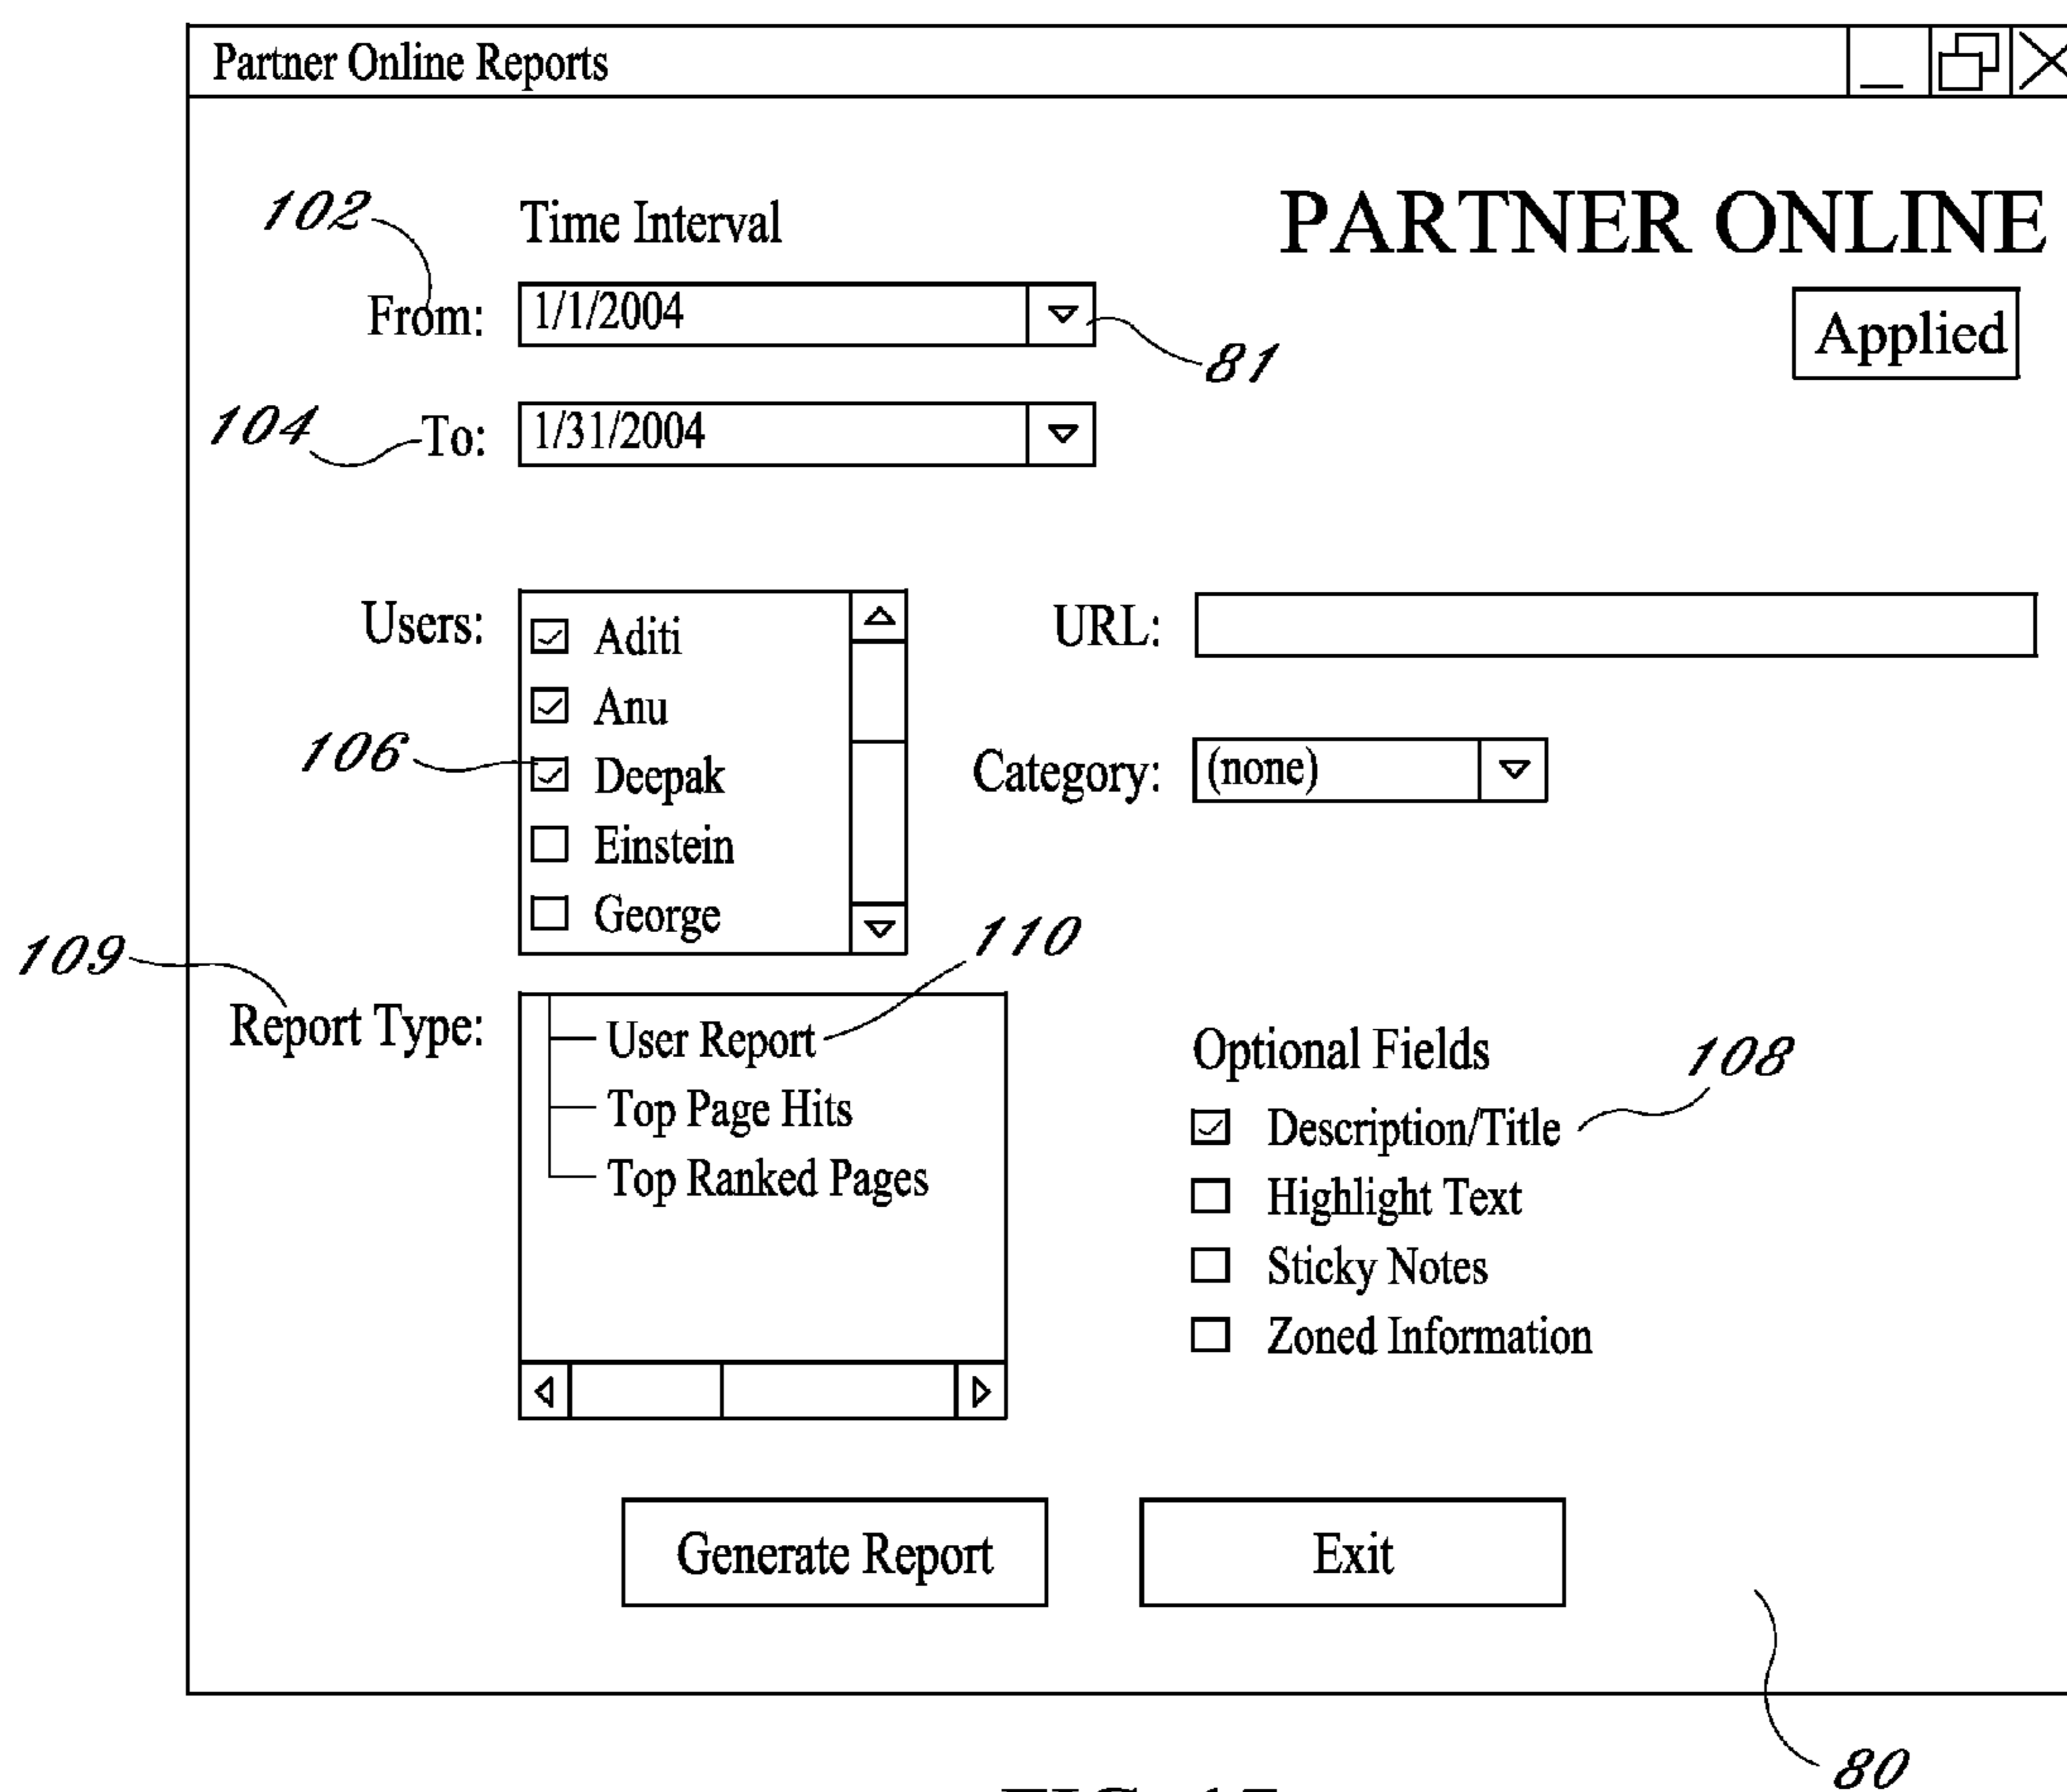 Partner Online Reports
102
Time Interval
PARTNER ONLINE
From:
1/1/2004
81
Applied
104
To:
1/31/2004
Users:
Aditi
Anu
106
Deepak
Einstein
George
URL:
Category:
(none)
109
110
Report Type:
User Report
Top Page Hits
Top Ranked Pages
Optional Fields
108
Description/Title
Highlight Text
Sticky Notes
Zoned Information
Generate Report
Exit
80